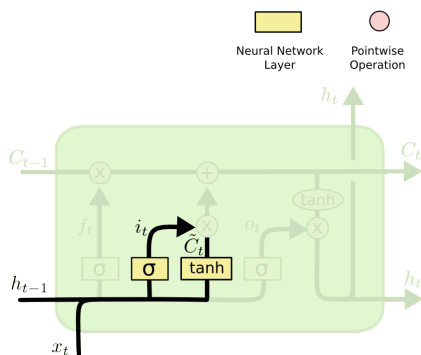 Neural Network
Layer
Pointwise
Operation
h_t
C_{t-1}
C_t
x
+
tanh
f_t
i_t
C̃_t
x
o_t
x
σ
σ
tanh
σ
h_{t-1}
h_t
x_t